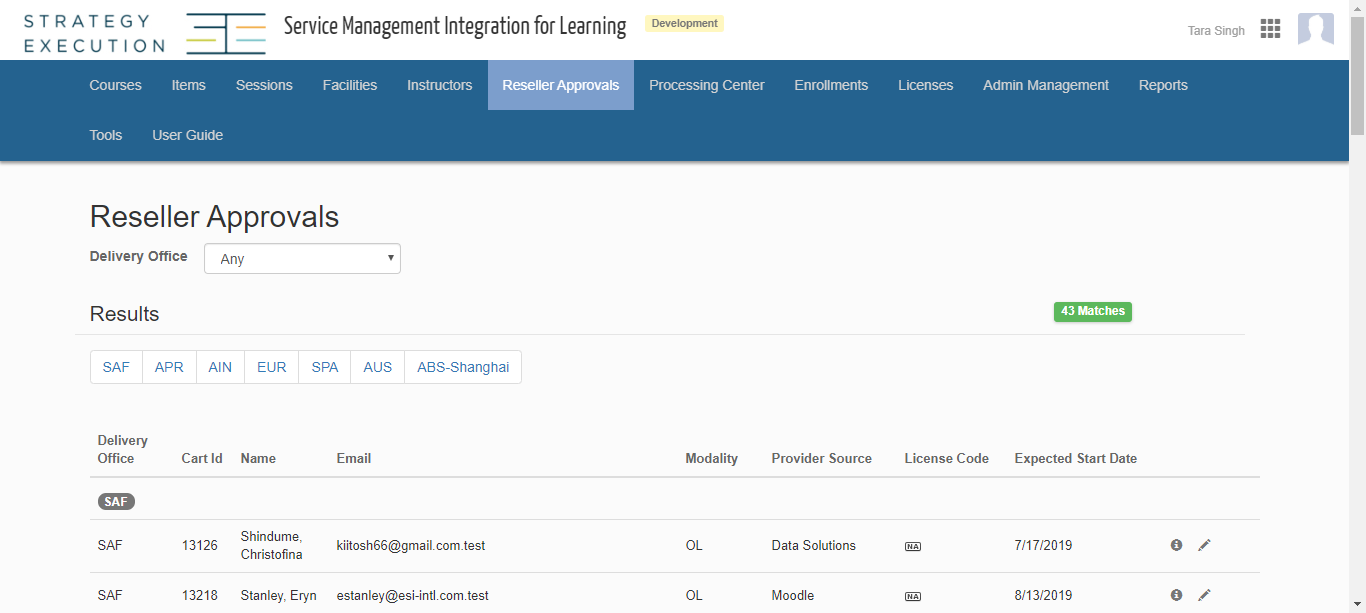 STRATEGY
EXECUTION
Service Management Integration for Learning
Development
Tara Singh
Courses Items Sessions Facilities Instructors Reseller Approvals Processing Center Enrollments Licenses Admin Management Reports
Tools User Guide
Reseller Approvals
Delivery Office Any
Results 43 Matches
SAF APR AIN EUR SPA AUS ABS-Shanghai
Delivery
Office Cart Id Name Email Modality Provider Source License Code Expected Start Date
SAF
SAF 13126 Shindume,
Christofina kiitosh66@gmail.com.test OL Data Solutions NA 7/17/2019
SAF 13218 Stanley, Eryn estanley@esi-intl.com.test OL Moodle NA 8/13/2019